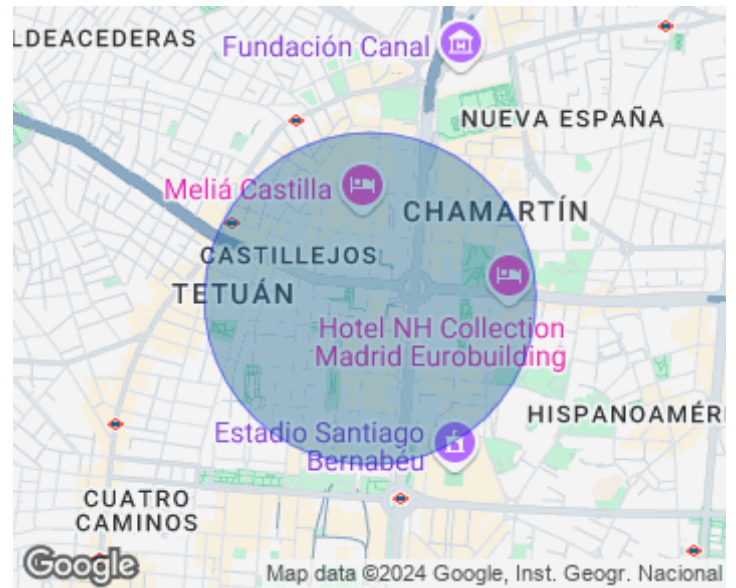 LDEACEDERAS
Fundación Canal
NUEVA ESPAÑA
Meliá Castilla
CHAMARTÍN
CASTILLEJOS
TETUÁN
Hotel NH Collection
Madrid Eurobuilding
HISPANOAMÉR
Estadio Santiago
Bernabéu
CUATRO
CAMINOS
Google
Map data ©2024 Google, Inst. Geogr. Nacional